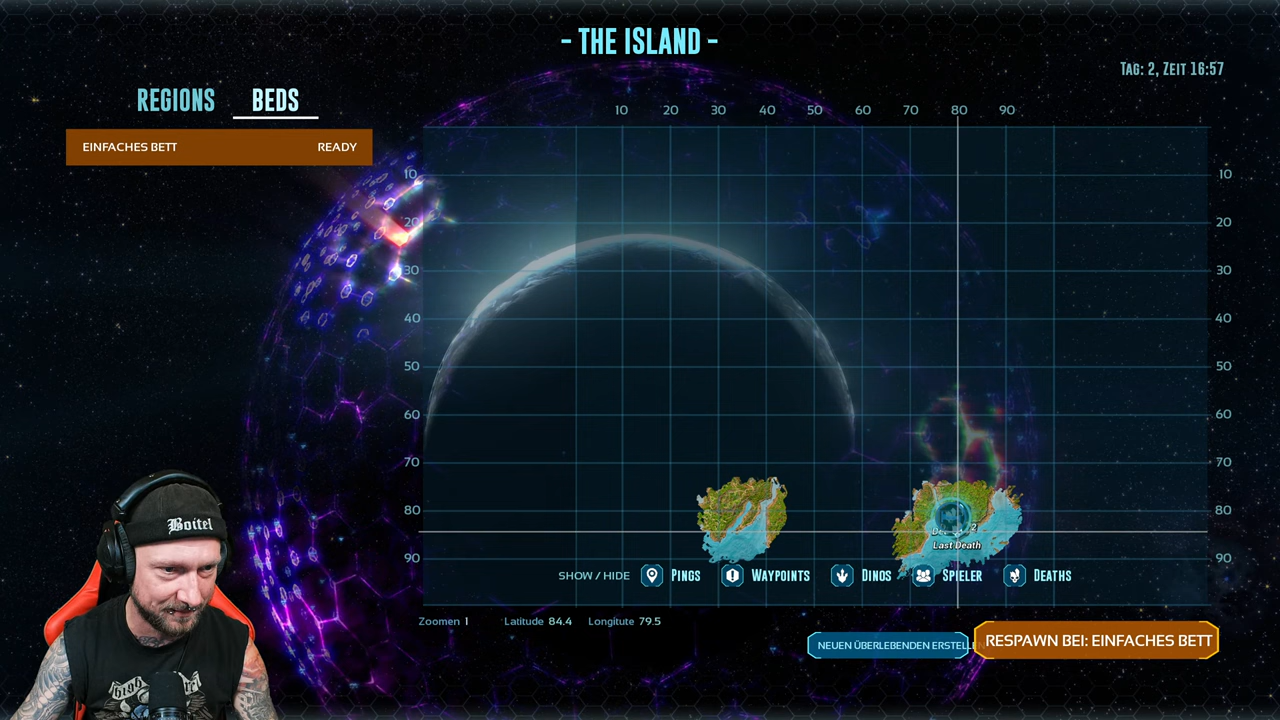 - THE ISLAND -
TAG: 2, ZEIT 16:57
REGIONS BEDS
EINFACHES BETT READY
10 20 30 40 50 60 70 80 90
10 10
20 20
30 30
40 40
50 50
60 60
70 70
80 80
90 90
2
Last Death
SHOW / HIDE PINGS WAYPOINTS DINOS SPIELER DEATHS
Zoomen 1 Latitude 84.4 Longitute 79.5
NEUEN ÜBERLEBENDEN ERSTELLEN
RESPAWN BEI: EINFACHES BETT
Boitel